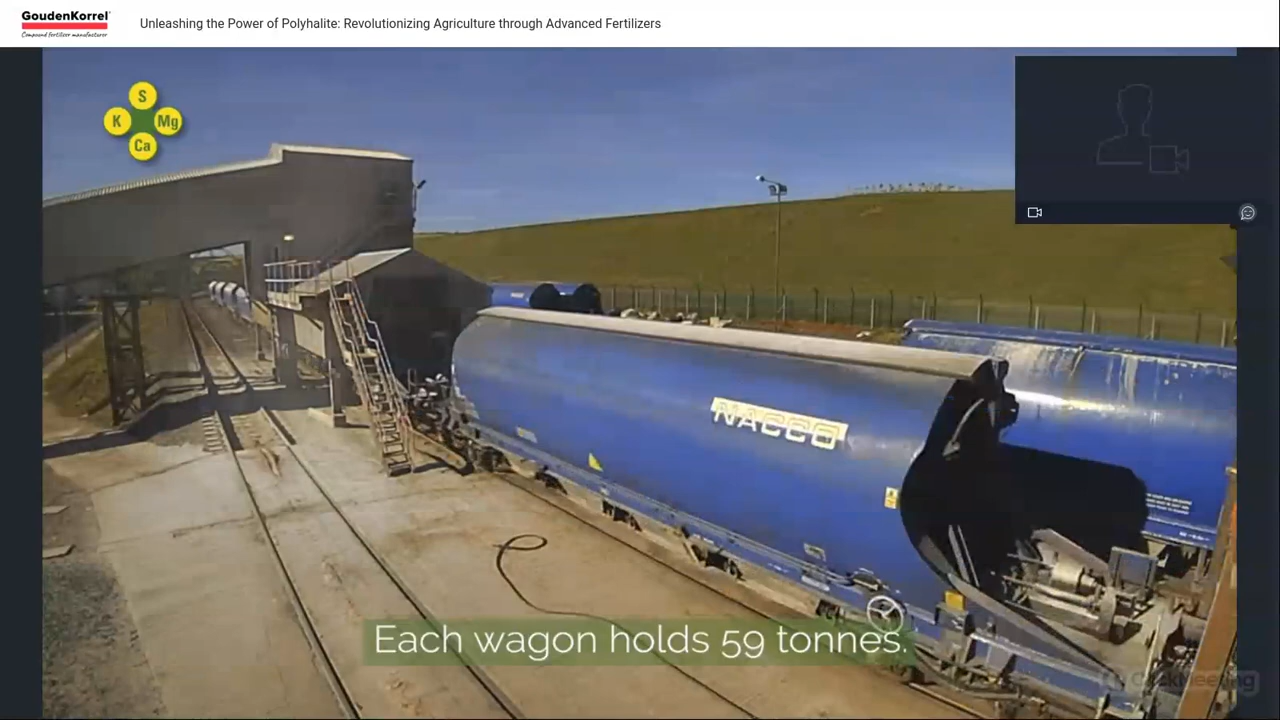 GoudenKorrel
Compound fertilizer manufacturer
Unleashing the Power of Polyhalite: Revolutionizing Agriculture through Advanced Fertilizers
S
K Mg
Ca
NACCO
Each wagon holds 59 tonnes.
ClickMeeting